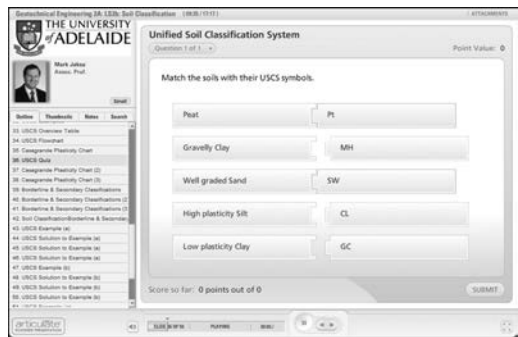 Geotechnical Engineering 2A: LS2b: Soil Classification
ATTACHMENTS
THE UNIVERSITY
of ADELAIDE
Mark Jaksa
Assoc. Prof.
Email
Outline Thumbnails Notes Search
33. USCS Overview Table
34. USCS Flowchart
35. Casagrande Plasticity Chart
36. USCS Quiz
37. Casagrande Plasticity Chart (2)
38. Casagrande Plasticity Chart (3)
39. Borderline & Secondary Classifications
40. Borderline & Secondary Classifications (2
41. Borderline & Secondary Classifications (3
42. Soil ClassificationBorderline & Secondary
43. USCS Example (a)
44. USCS Solution to Example (a)
45. USCS Solution to Example (a)
46. USCS Solution to Example (a)
47. USCS Example (b)
48. USCS Solution to Example (b)
49. USCS Solution to Example (b)
50. USCS Solution to Example (b)
Unified Soil Classification System
Question 1 of 1
Point Value: 0
Match the soils with their USCS symbols.
Peat Pt
Gravelly Clay MH
Well graded Sand SW
High plasticity Silt CL
Low plasticity Clay GC
Score so far: 0 points out of 0
SUBMIT
articulate
PLAYING